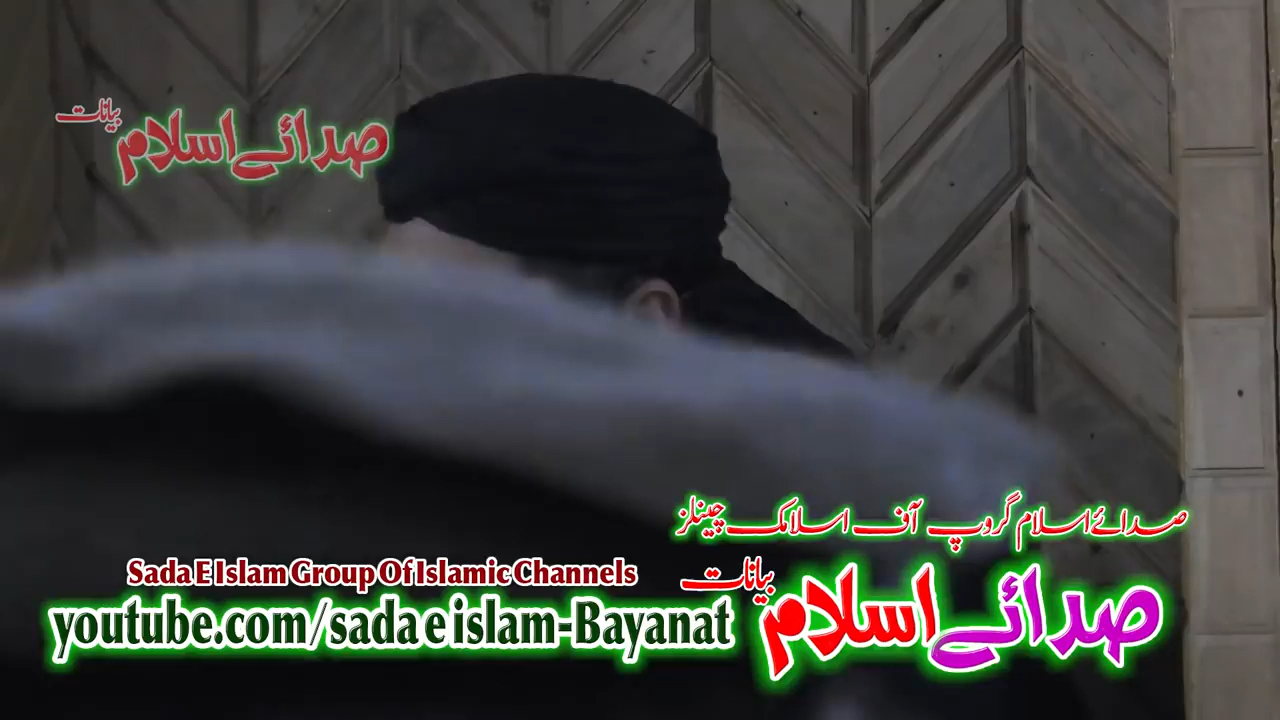 صدائے اسلام بیانات
صدائے اسلام گروپ آف اسلامک چینلز
Sada E Islam Group Of Islamic Channels
صدائے اسلام بیانات
youtube.com/sada e islam-Bayanat